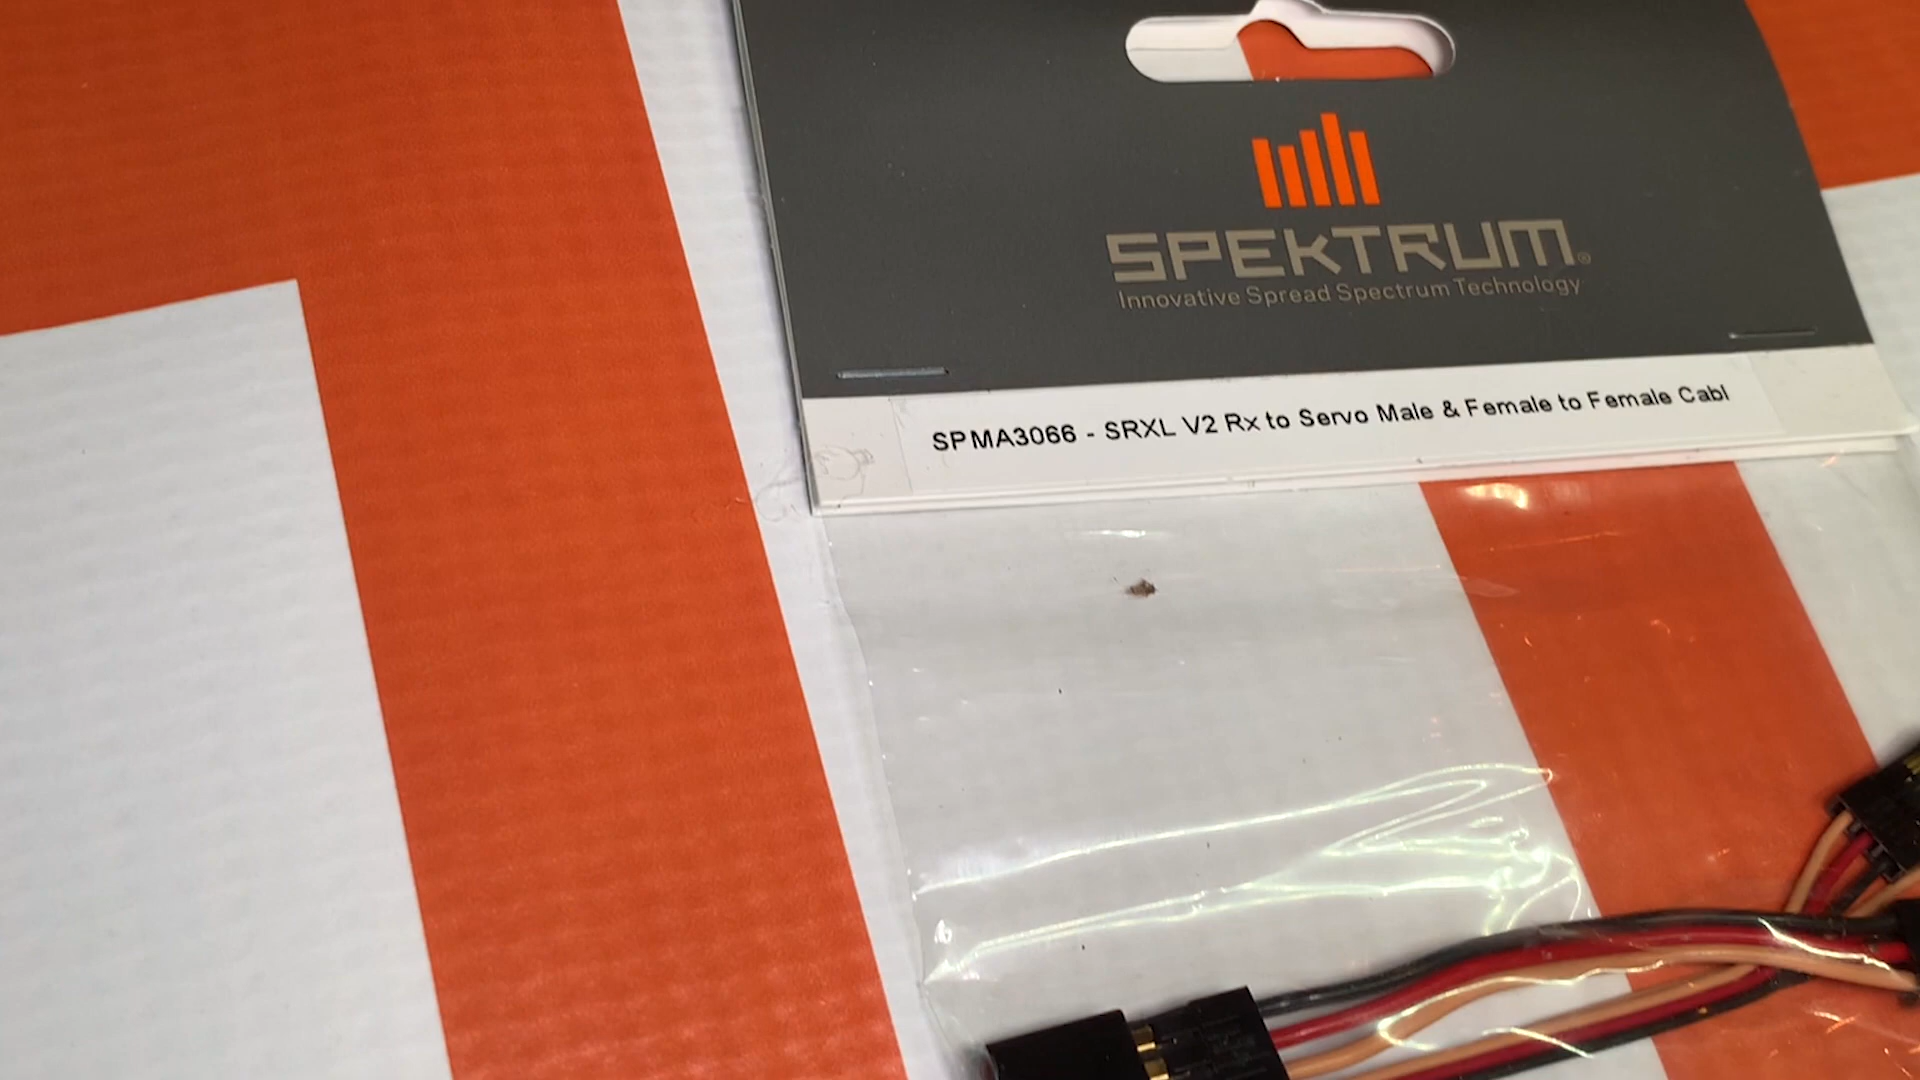 SPEKTRUM®
Innovative Spread Spectrum Technology
SPMA3066 - SRXL V2 Rx to Servo Male & Female to Female Cabl